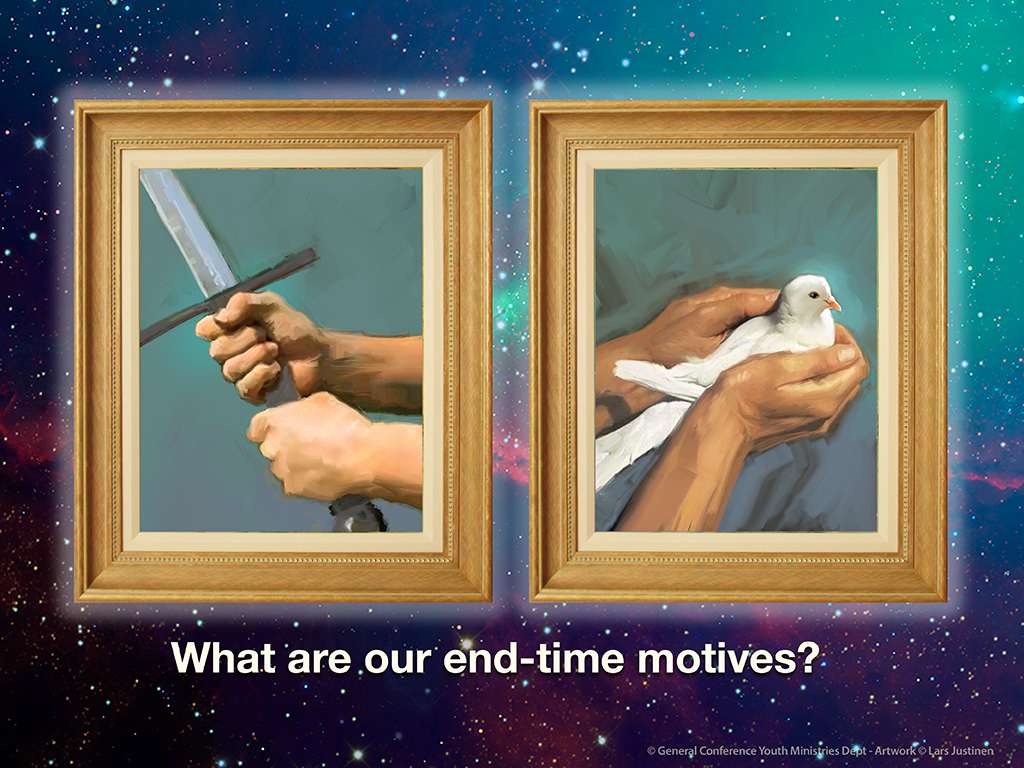 What are our end-time motives?
© General Conference Youth Ministries Dept - Artwork © Lars Justinen